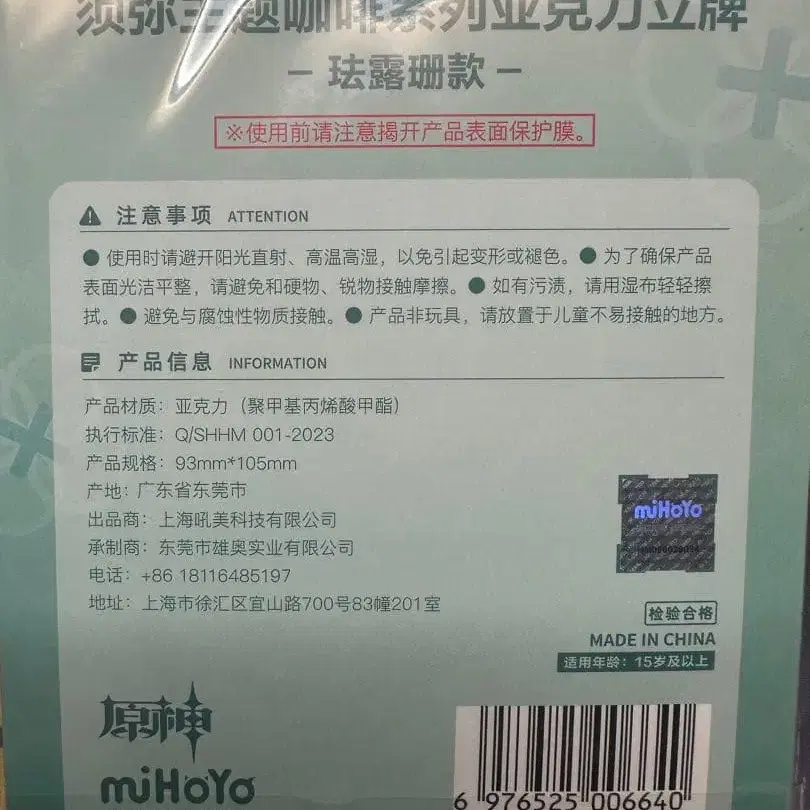 须弥主题咖啡系列亚克力立牌
— 珐露珊款 —
※使用前请注意揭开产品表面保护膜。
注意事项 ATTENTION
● 使用时请避开阳光直射、高温高湿，以免引起变形或褪色。● 为了确保产品
表面光洁平整，请避免和硬物、锐物接触摩擦。● 如有污渍，请用湿布轻轻擦
拭。● 避免与腐蚀性物质接触。● 产品非玩具，请放置于儿童不易接触的地方。
产品信息 INFORMATION
产品材质：亚克力（聚甲基丙烯酸甲酯）
执行标准：Q/SHHM 001-2023
产品规格：93mm*105mm
产地：广东省东莞市
出品商：上海吼美科技有限公司
承制商：东莞市雄奥实业有限公司
电话：+86 18116485197
地址：上海市徐汇区宜山路700号83幢201室
miHoYo
检验合格
MADE IN CHINA
适用年龄：15岁及以上
原神
miHoYo
6 976525 006640